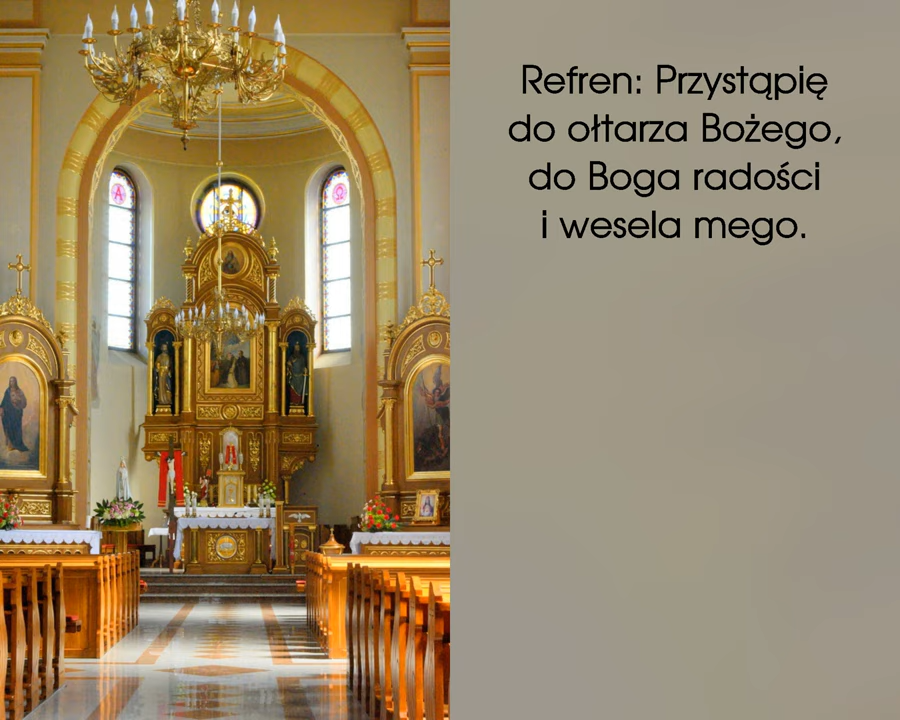 Refren: Przystąpię
do ołtarza Bożego,
do Boga radości
i wesela mego.